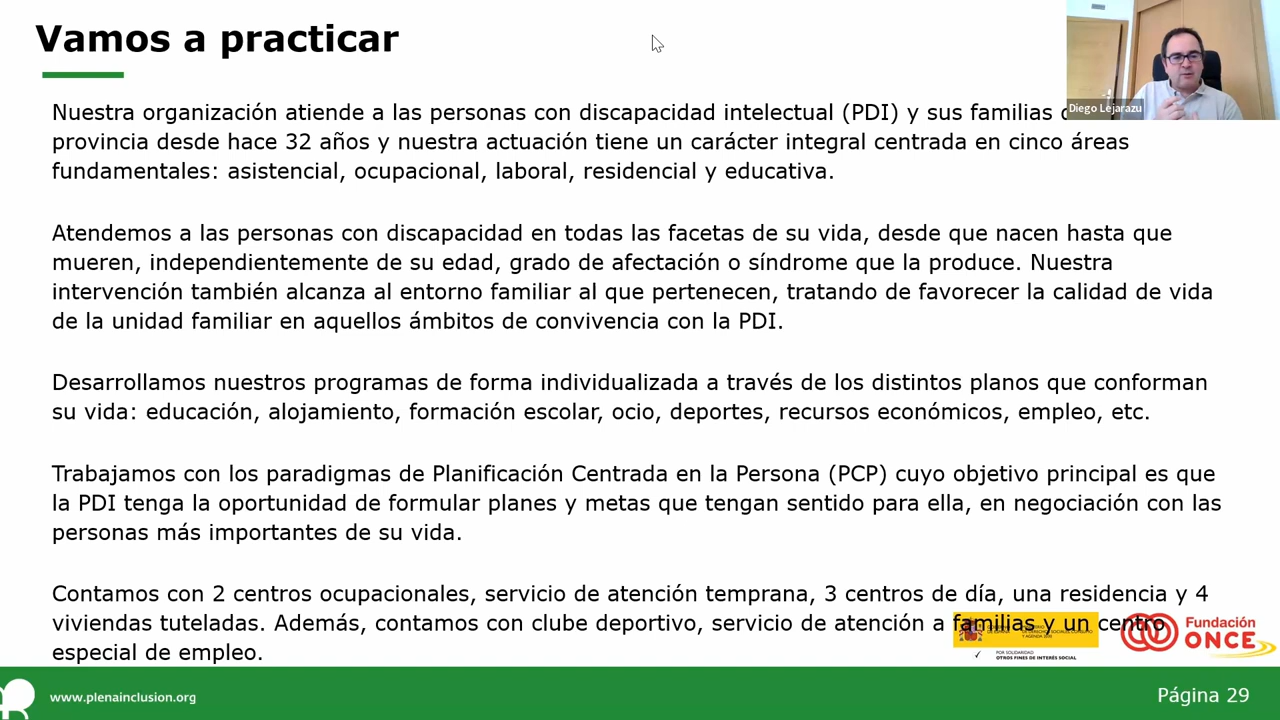 Vamos a practicar
Diego Lejarazu
Nuestra organización atiende a las personas con discapacidad intelectual (PDI) y sus familias
provincia desde hace 32 años y nuestra actuación tiene un carácter integral centrada en cinco áreas
fundamentales: asistencial, ocupacional, laboral, residencial y educativa.
Atendemos a las personas con discapacidad en todas las facetas de su vida, desde que nacen hasta que
mueren, independientemente de su edad, grado de afectación o síndrome que la produce. Nuestra
intervención también alcanza al entorno familiar al que pertenecen, tratando de favorecer la calidad de vida
de la unidad familiar en aquellos ámbitos de convivencia con la PDI.
Desarrollamos nuestros programas de forma individualizada a través de los distintos planos que conforman
su vida: educación, alojamiento, formación escolar, ocio, deportes, recursos económicos, empleo, etc.
Trabajamos con los paradigmas de Planificación Centrada en la Persona (PCP) cuyo objetivo principal es que
la PDI tenga la oportunidad de formular planes y metas que tengan sentido para ella, en negociación con las
personas más importantes de su vida.
Contamos con 2 centros ocupacionales, servicio de atención temprana, 3 centros de día, una residencia y 4
viviendas tuteladas. Además, contamos con clube deportivo, servicio de atención a familias y un centro
especial de empleo.
POR SOLIDARIDAD
OTROS FINES DE INTERÉS SOCIAL
Fundación
ONCE
www.plenainclusion.org
Página 29